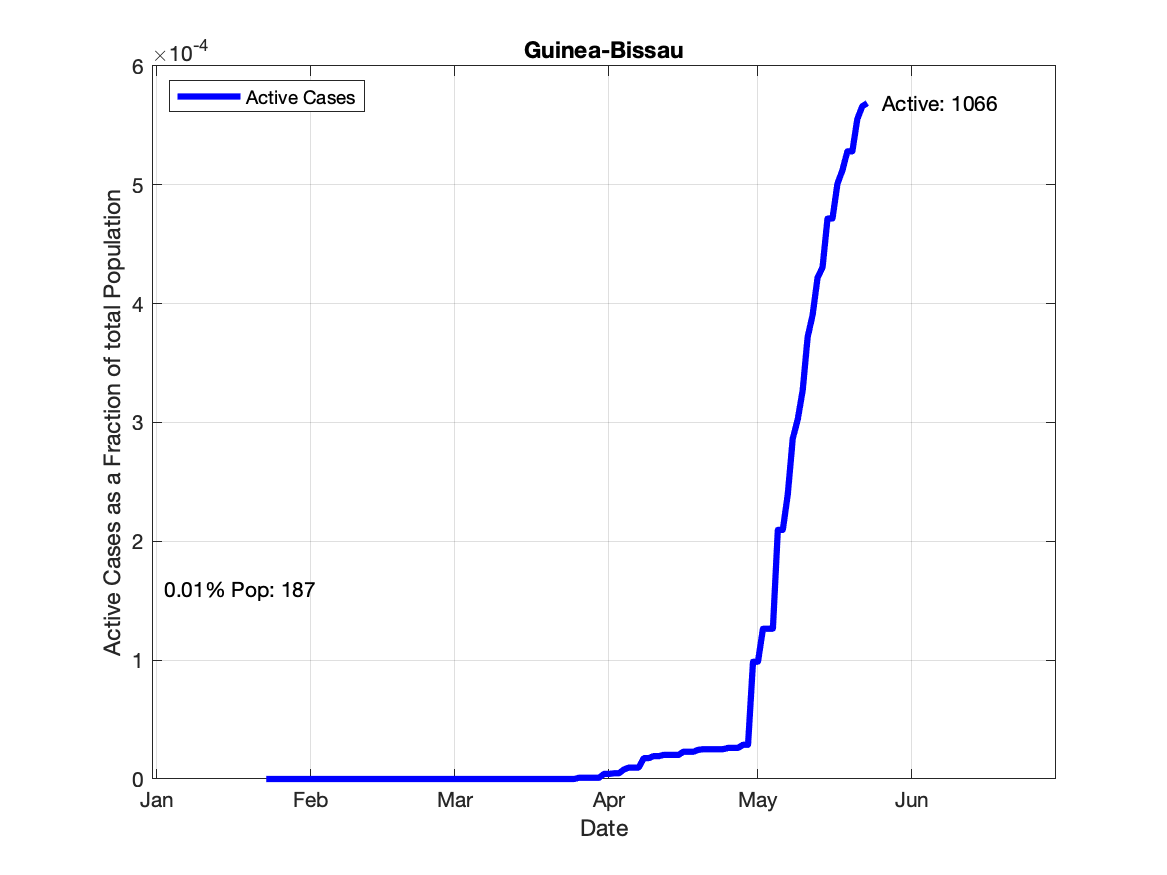 Guinea-Bissau
×10⁻⁴
6
5
4
3
2
1
0
Active Cases as a Fraction of total Population
Active Cases
Active: 1066
0.01% Pop: 187
Jan Feb Mar Apr May Jun
Date